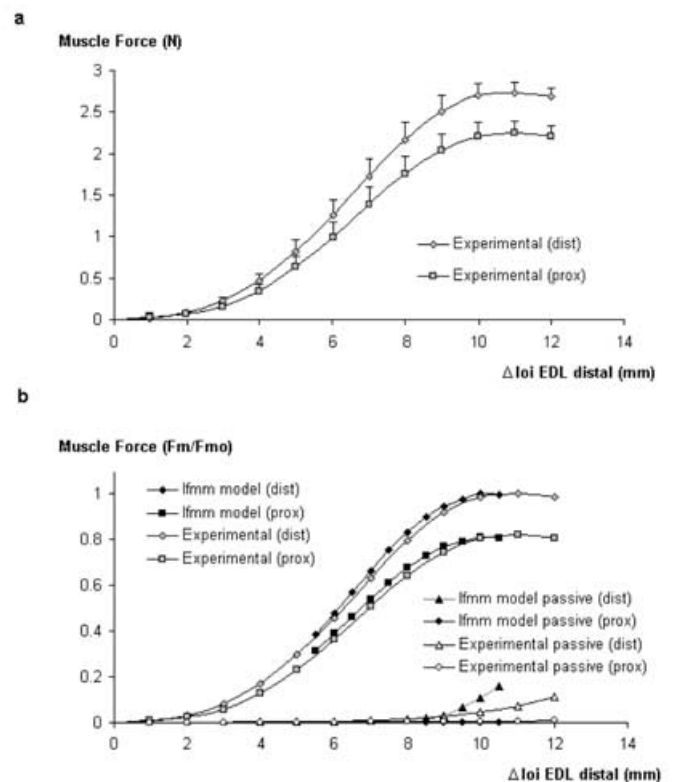 a
Muscle Force (N)
3
2.5
2
1.5
1
0.5
0
Experimental (dist)
Experimental (prox)
0 2 4 6 8 10 12 14
Δ loi EDL distal (mm)
b
Muscle Force (Fm/Fmo)
1
0.8
0.6
0.4
0.2
0
lfmm model (dist)
lfmm model (prox)
Experimental (dist)
Experimental (prox)
lfmm model passive (dist)
lfmm model passive (prox)
Experimental passive (dist)
Experimental passive (prox)
0 2 4 6 8 10 12 14
Δ loi EDL distal (mm)